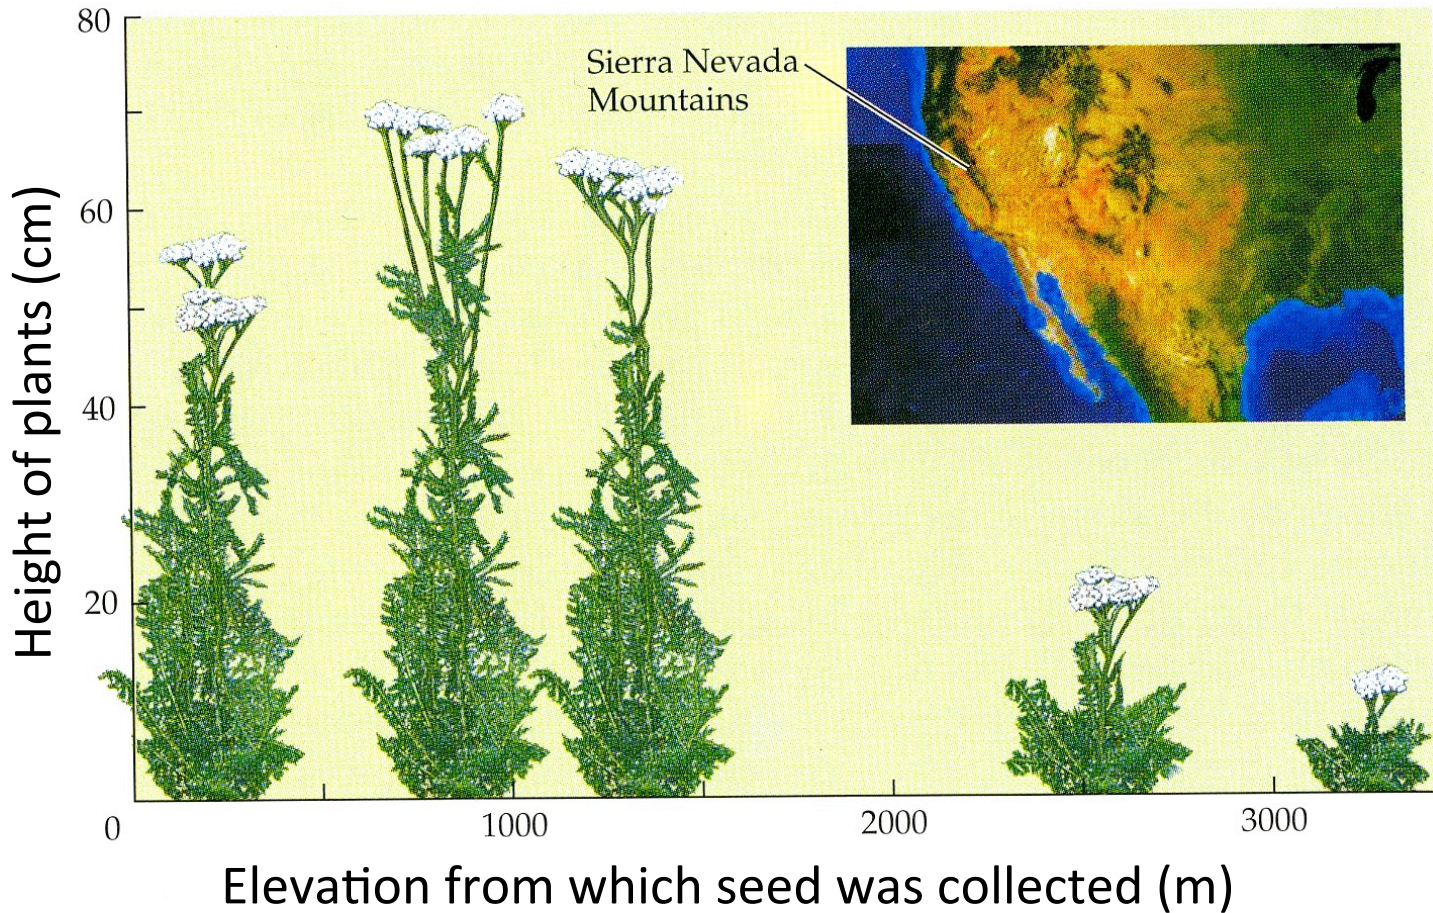 80
60
40
20
0
1000
2000
3000
Height of plants (cm)
Elevation from which seed was collected (m)
Sierra Nevada
Mountains